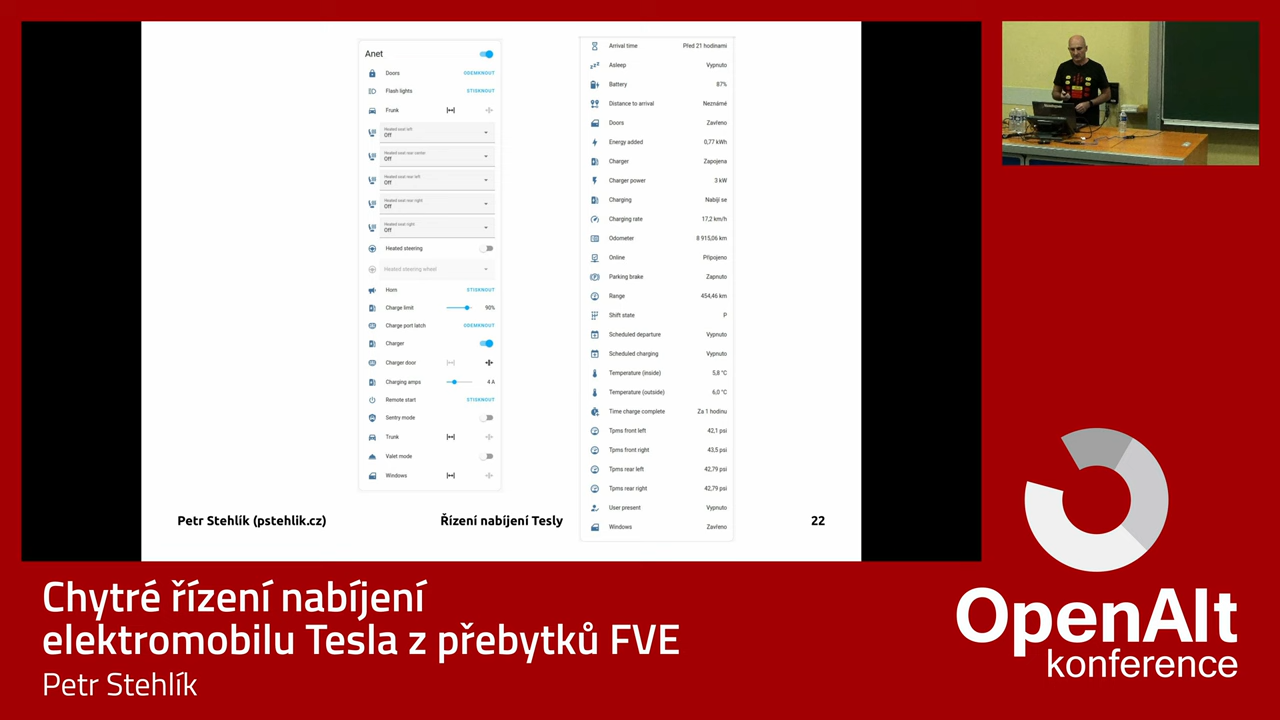 Anet
Doors ODEMKNOUT
Flash lights STISKNOUT
Frunk
Heated seat left
Off
Heated seat rear center
Off
Heated seat rear left
Off
Heated seat rear right
Off
Heated seat right
Off
Heated steering
Heated steering wheel
Horn STISKNOUT
Charge limit 90%
Charge port latch ODEMKNOUT
Charger
Charger door
Charging amps 4 A
Remote start STISKNOUT
Sentry mode
Trunk
Valet mode
Windows
Arrival time Před 21 hodinami
Asleep Vypnuto
Battery 87%
Distance to arrival Neznámé
Doors Zavřeno
Energy added 0,77 kWh
Charger Zapojena
Charger power 3 kW
Charging Nabíjí se
Charging rate 17,2 km/h
Odometer 8 915,06 km
Online Připojeno
Parking brake Zapnuto
Range 454,46 km
Shift state P
Scheduled departure Vypnuto
Scheduled charging Vypnuto
Temperature (inside) 5,8 °C
Temperature (outside) 6,0 °C
Time charge complete Za 1 hodinu
Tpms front left 42,1 psi
Tpms front right 43,5 psi
Tpms rear left 42,79 psi
Tpms rear right 42,79 psi
User present Vypnuto
Windows Zavřeno
Petr Stehlík (pstehlik.cz) Řízení nabíjení Tesly 22
Chytré řízení nabíjení
elektromobilu Tesla z přebytků FVE
Petr Stehlík
OpenAlt
konference